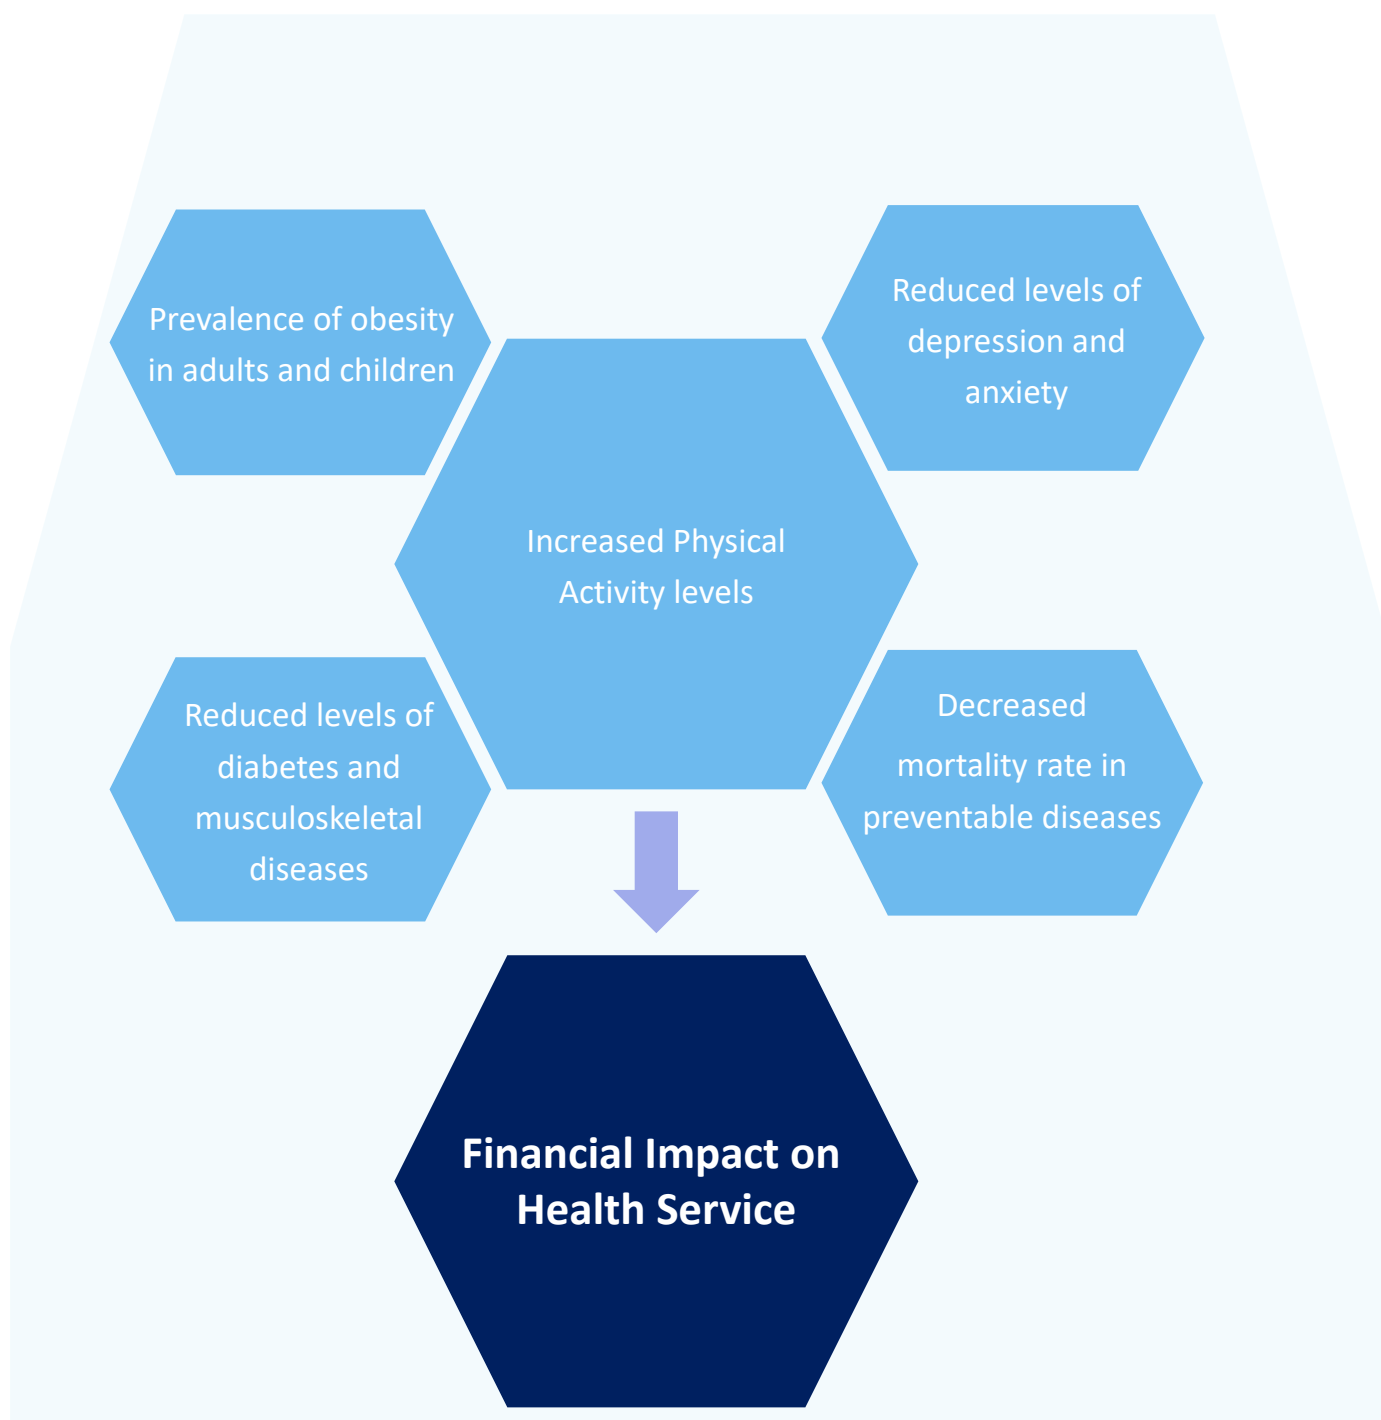 Prevalence of obesity
in adults and children
Reduced levels of
depression and
anxiety
Increased Physical
Activity levels
Reduced levels of
diabetes and
musculoskeletal
diseases
Decreased
mortality rate in
preventable diseases
Financial Impact on
Health Service